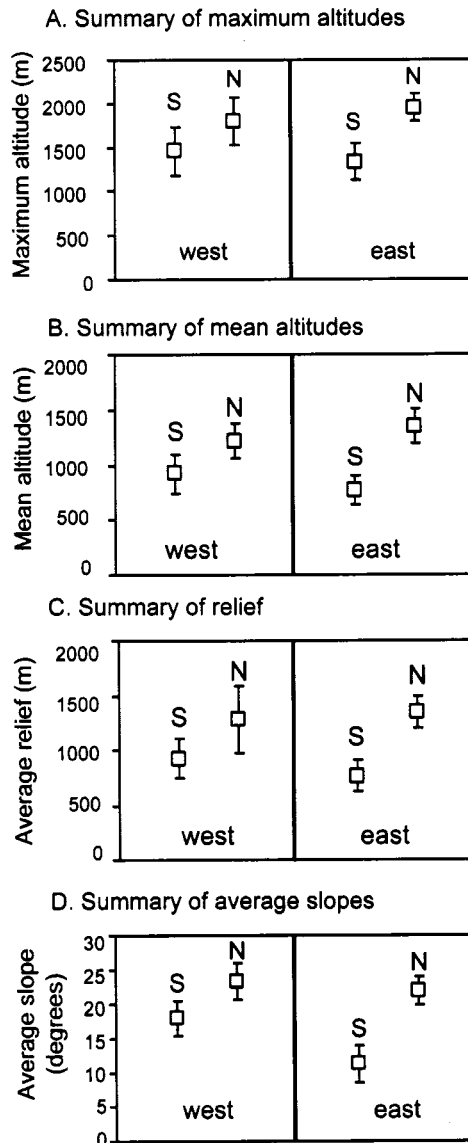 A. Summary of maximum altitudes
Maximum altitude (m)
2500
2000
1500
1000
500
0
S
N
S
N
west
east
B. Summary of mean altitudes
Mean altitude (m)
2000
1500
1000
500
0
S
N
S
N
west
east
C. Summary of relief
Average relief (m)
2000
1500
1000
500
0
S
N
S
N
west
east
D. Summary of average slopes
Average slope
(degrees)
30
25
20
15
10
5
0
S
N
S
N
west
east